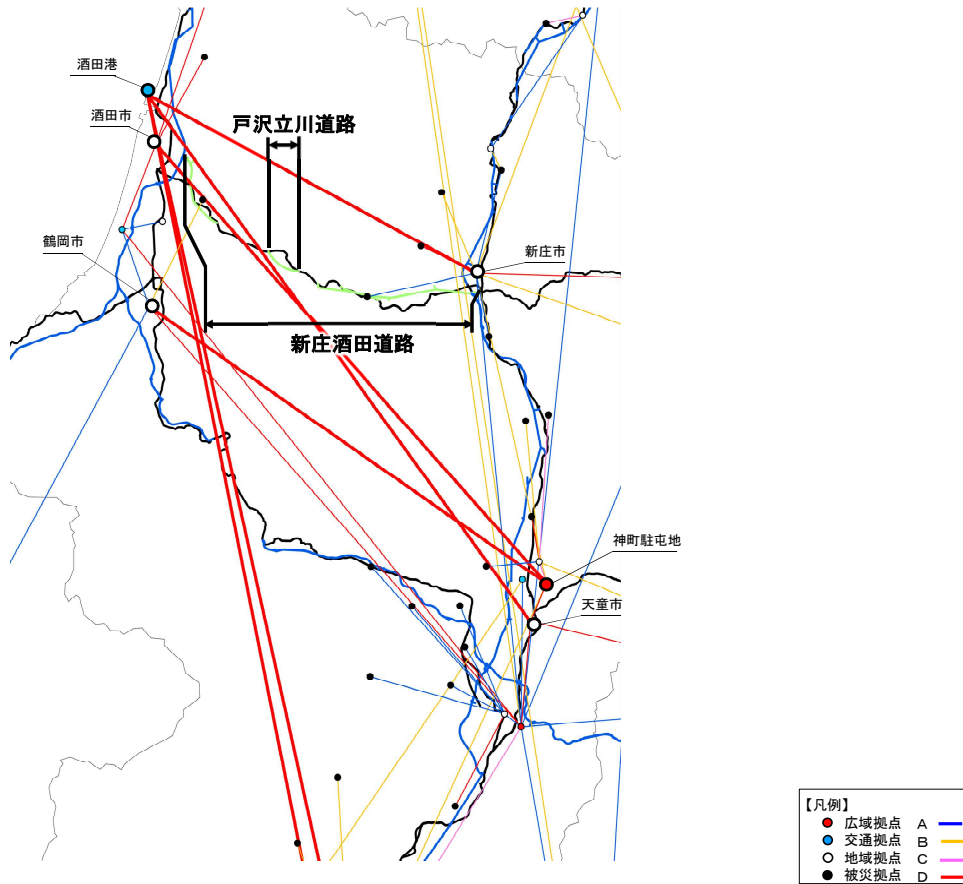 酒田港
酒田市
戸沢立川道路
鶴岡市
新庄市
新庄酒田道路
神町駐屯地
天童市
【凡例】
広域拠点 A
交通拠点 B
地域拠点 C
被災拠点 D